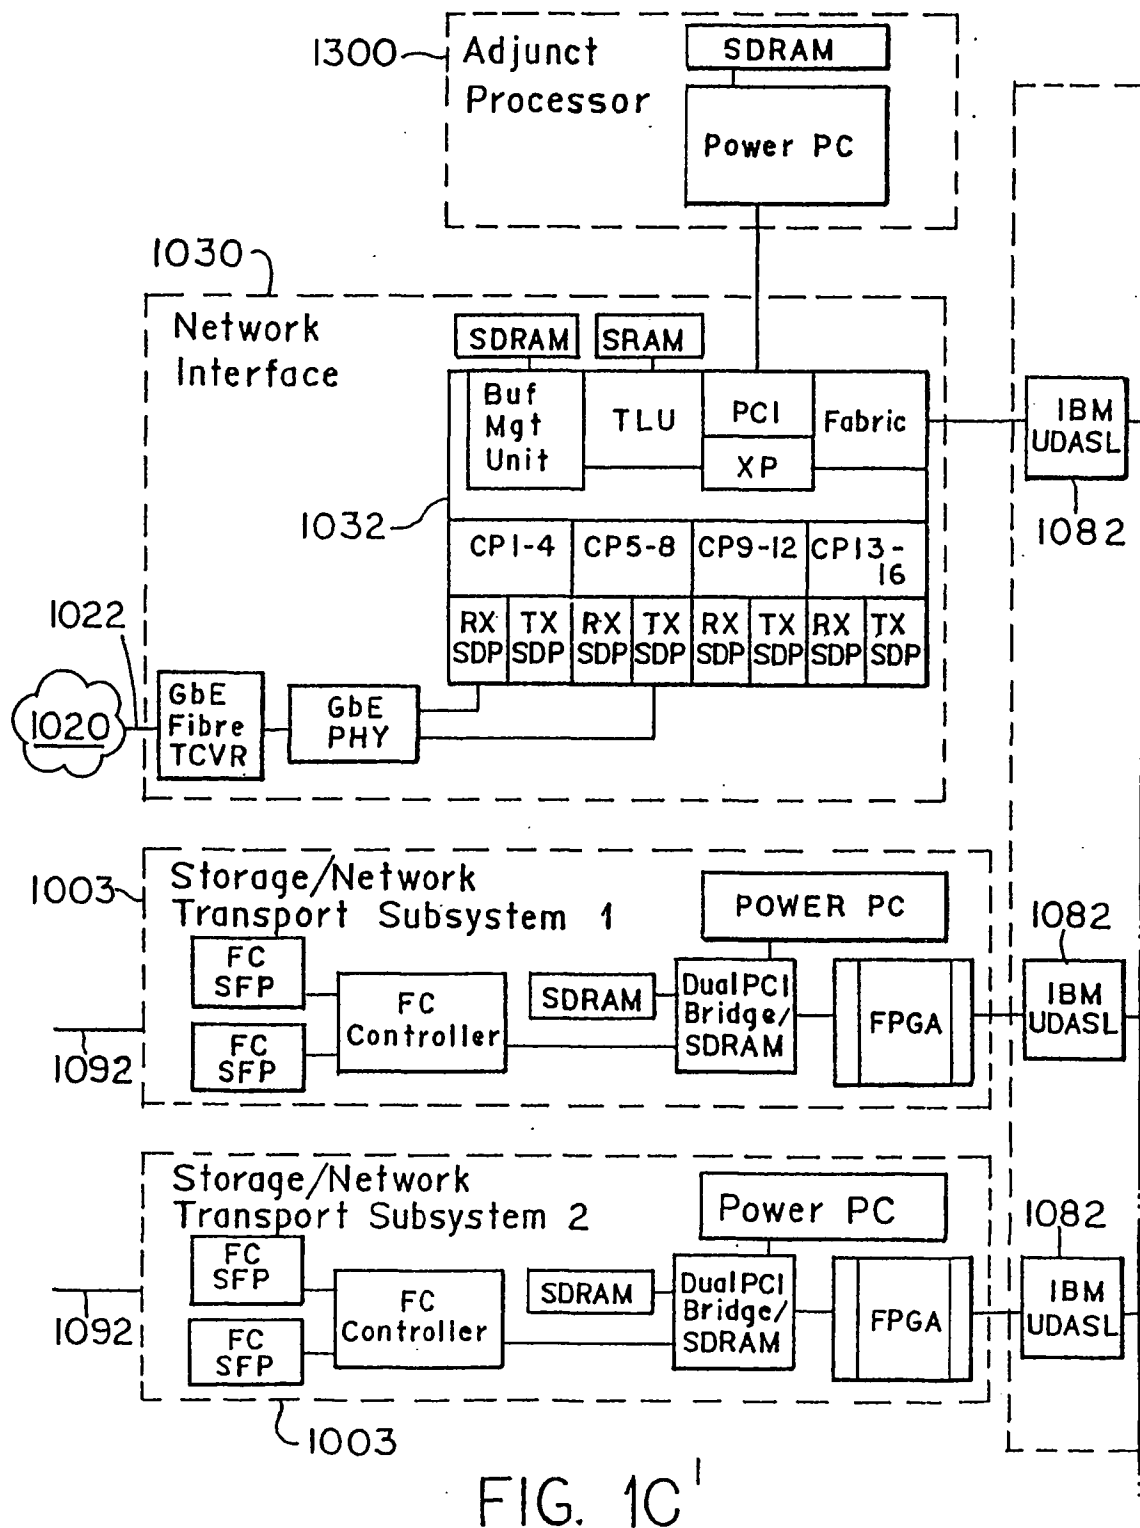 1300
Adjunct
Processor
SDRAM
Power PC
1030
Network
Interface
SDRAM
SRAM
Buf
Mgt
Unit
TLU
PCI
XP
Fabric
IBM
UDASL
1082
1032
CP1-4
CP5-8
CP9-12
CP13-
16
RX
SDP
TX
SDP
RX
SDP
TX
SDP
RX
SDP
TX
SDP
RX
SDP
TX
SDP
1022
1020
GbE
Fibre
TCVR
GbE
PHY
1003
Storage/Network
Transport Subsystem 1
POWER PC
1082
FC
SFP
FC
SFP
FC
Controller
SDRAM
Dual PCI
Bridge/
SDRAM
FPGA
IBM
UDASL
1092
Storage/Network
Transport Subsystem 2
Power PC
1082
FC
SFP
FC
SFP
FC
Controller
SDRAM
Dual PCI
Bridge/
SDRAM
FPGA
IBM
UDASL
1092
1003
FIG. 1C'